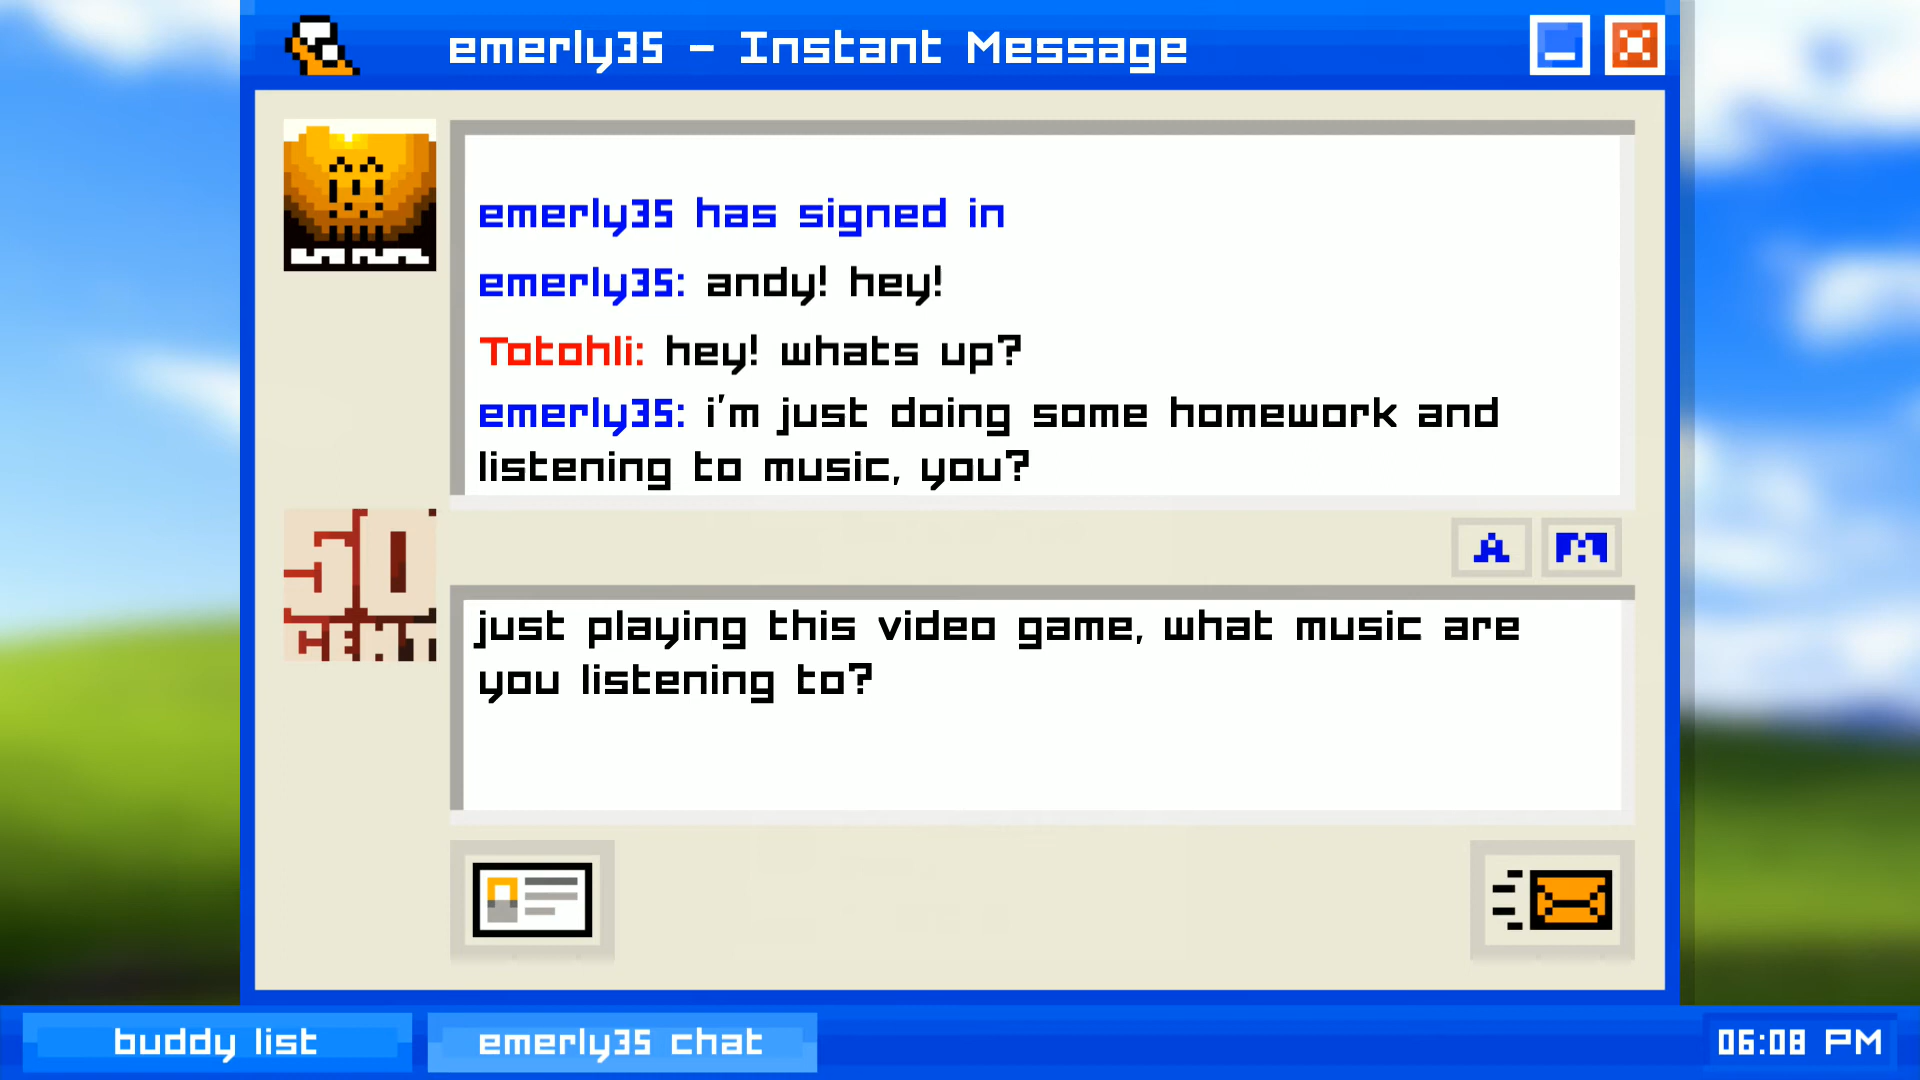 emerly35 - Instant Message
emerly35 has signed in
emerly35: andy! hey!
Totohli: hey! whats up?
emerly35: i'm just doing some homework and
listening to music, you?
50
A M
just playing this video game, what music are
you listening to?
buddy list
emerly35 chat
06:08 PM